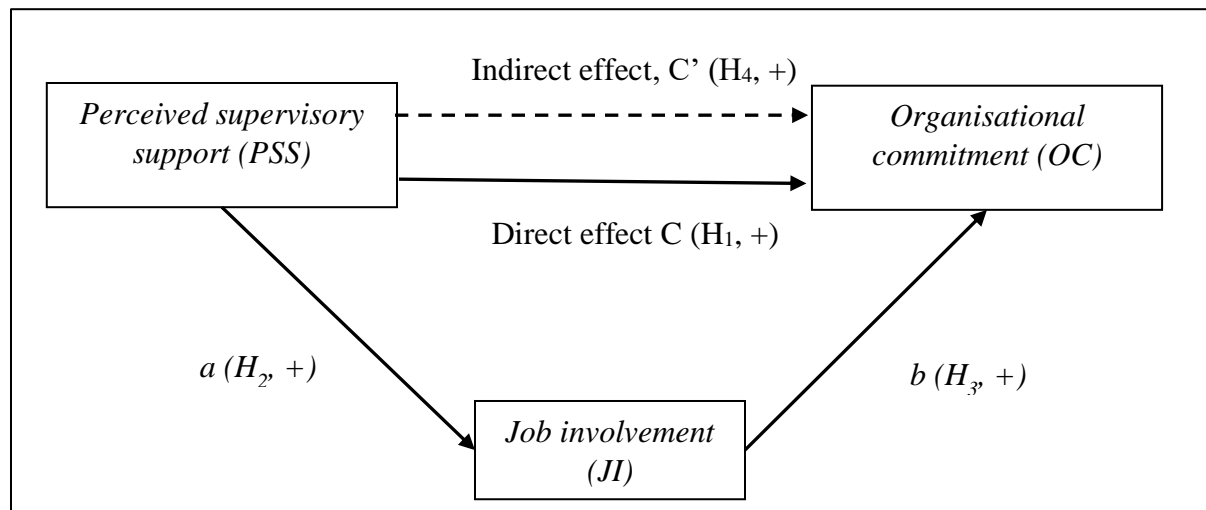 Indirect effect, C’ (H4, +)
Perceived supervisory
support (PSS)
Organisational
commitment (OC)
Direct effect C (H1, +)
a (H2, +)
b (H3, +)
Job involvement
(JI)